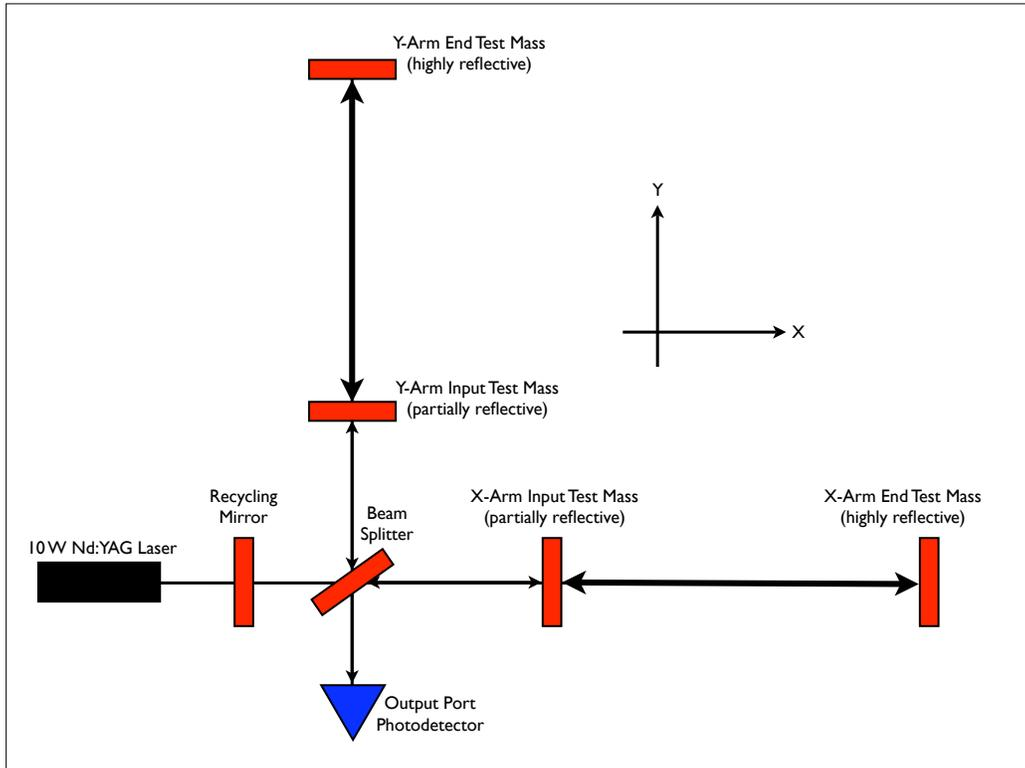 Y-Arm End Test Mass
(highly reflective)
Y
X
Y-Arm Input Test Mass
(partially reflective)
Recycling
Mirror
Beam
Splitter
X-Arm Input Test Mass
(partially reflective)
X-Arm End Test Mass
(highly reflective)
10 W Nd:YAG Laser
Output Port
Photodetector